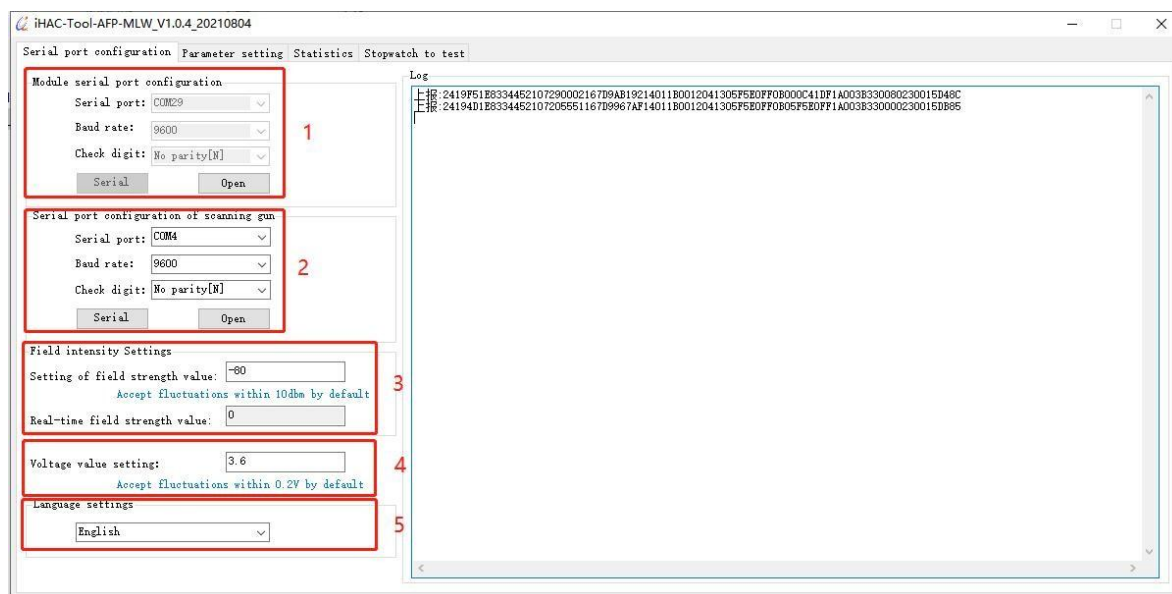 iHAC-Tool-AFP-MLW_V1.0.4_20210804
Serial port configuration Parameter setting Statistics Stopwatch to test
Module serial port configuration
Serial port: COM29
Baud rate: 9600
Check digit: No parity[N]
Serial Open
1
Serial port configuration of scanning gun
Serial port: COM4
Baud rate: 9600
Check digit: No parity[N]
Serial Open
2
Field intensity Settings
Setting of field strength value: -80
Accept fluctuations within 10dbm by default
Real-time field strength value: 0
3
Voltage value setting: 3.6
Accept fluctuations within 0.2V by default
4
Language settings
English
5
Log
上报:2419F51E8334452107290002167D9AB19214011B0012041305F5E0FF0B000C41DF1A003B330080230015D48C
上报:24194D1E8334452107205551167D9967AF14011B0012041305F5E0FF0B05F5E0FF1A003B330000230015DB85